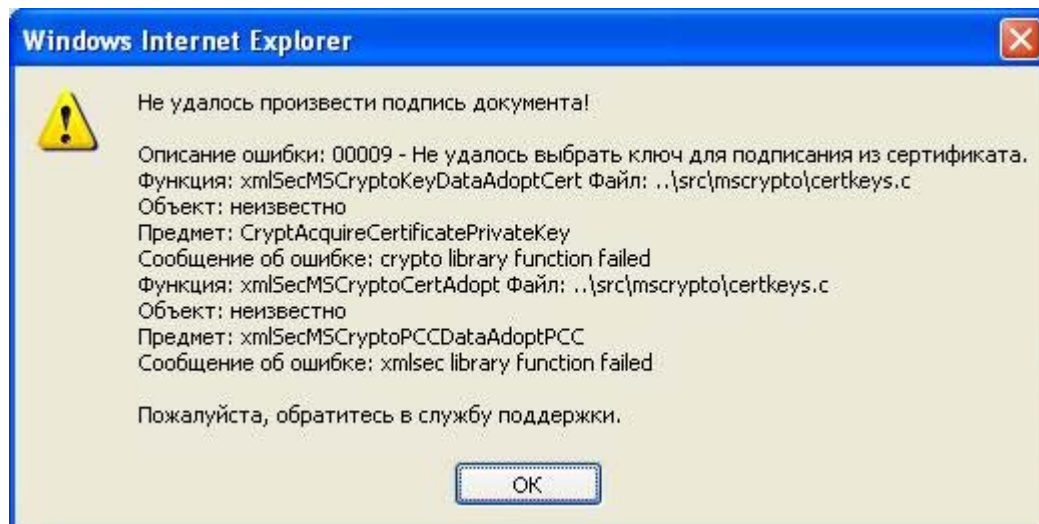 Windows Internet Explorer
Не удалось произвести подпись документа!
Описание ошибки: 00009 - Не удалось выбрать ключ для подписания из сертификата.
Функция: xmlSecMSCryptoKeyDataAdoptCert Файл: ..\src\mscrypto\certkeys.c
Объект: неизвестно
Предмет: CryptAcquireCertificatePrivateKey
Сообщение об ошибке: crypto library function failed
Функция: xmlSecMSCryptoCertAdopt Файл: ..\src\mscrypto\certkeys.c
Объект: неизвестно
Предмет: xmlSecMSCryptoPCCDataAdoptPCC
Сообщение об ошибке: xmlsec library function failed
Пожалуйста, обратитесь в службу поддержки.
ОК